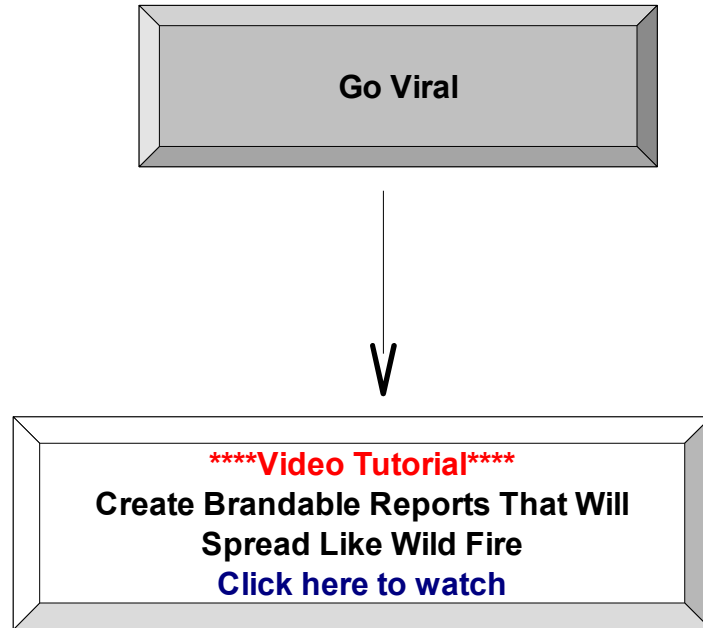 Go Viral
****Video Tutorial****
Create Brandable Reports That Will
Spread Like Wild Fire
Click here to watch